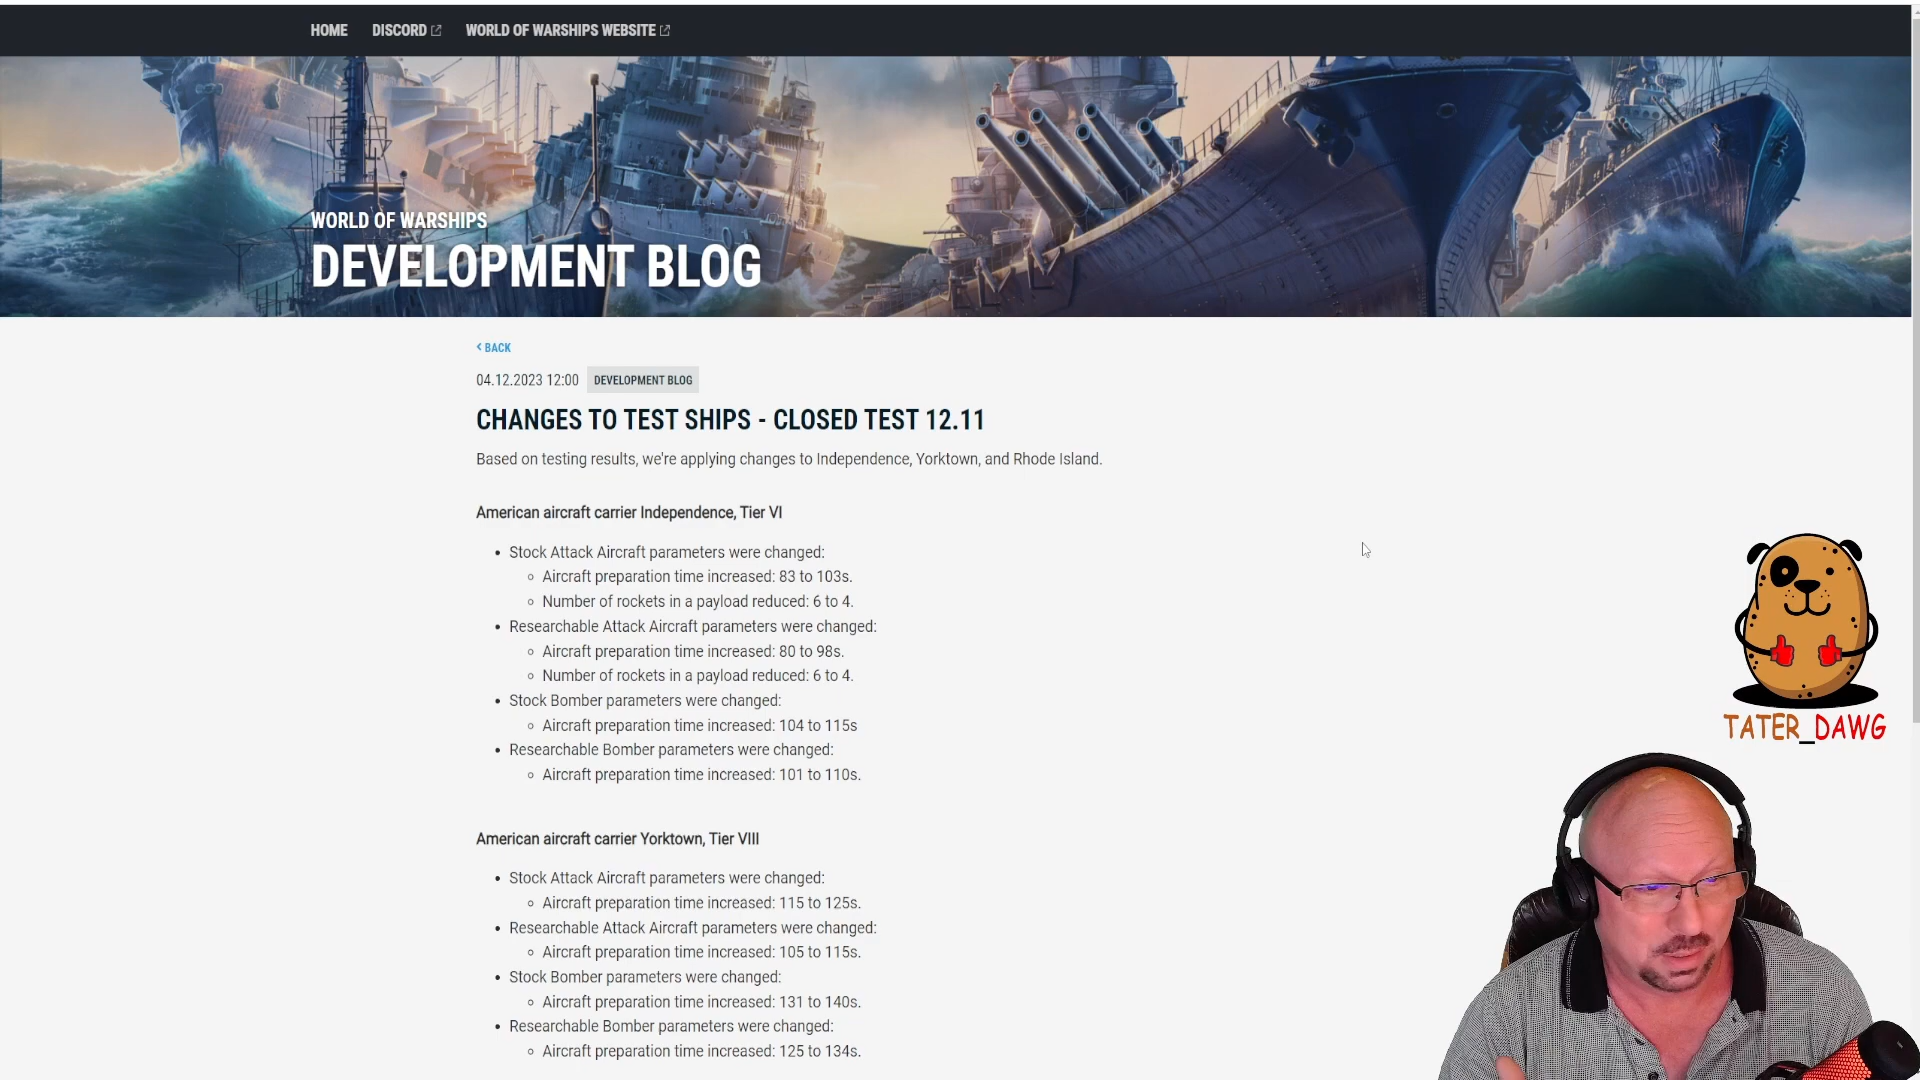 HOME DISCORD WORLD OF WARSHIPS WEBSITE
WORLD OF WARSHIPS
DEVELOPMENT BLOG
BACK
04.12.2023 12:00 DEVELOPMENT BLOG
CHANGES TO TEST SHIPS - CLOSED TEST 12.11
Based on testing results, we're applying changes to Independence, Yorktown, and Rhode Island.
American aircraft carrier Independence, Tier VI
Stock Attack Aircraft parameters were changed:
Aircraft preparation time increased: 83 to 103s.
Number of rockets in a payload reduced: 6 to 4.
Researchable Attack Aircraft parameters were changed:
Aircraft preparation time increased: 80 to 98s.
Number of rockets in a payload reduced: 6 to 4.
Stock Bomber parameters were changed:
Aircraft preparation time increased: 104 to 115s
Researchable Bomber parameters were changed:
Aircraft preparation time increased: 101 to 110s.
American aircraft carrier Yorktown, Tier VIII
Stock Attack Aircraft parameters were changed:
Aircraft preparation time increased: 115 to 125s.
Researchable Attack Aircraft parameters were changed:
Aircraft preparation time increased: 105 to 115s.
Stock Bomber parameters were changed:
Aircraft preparation time increased: 131 to 140s.
Researchable Bomber parameters were changed:
Aircraft preparation time increased: 125 to 134s.
TATER_DAWG